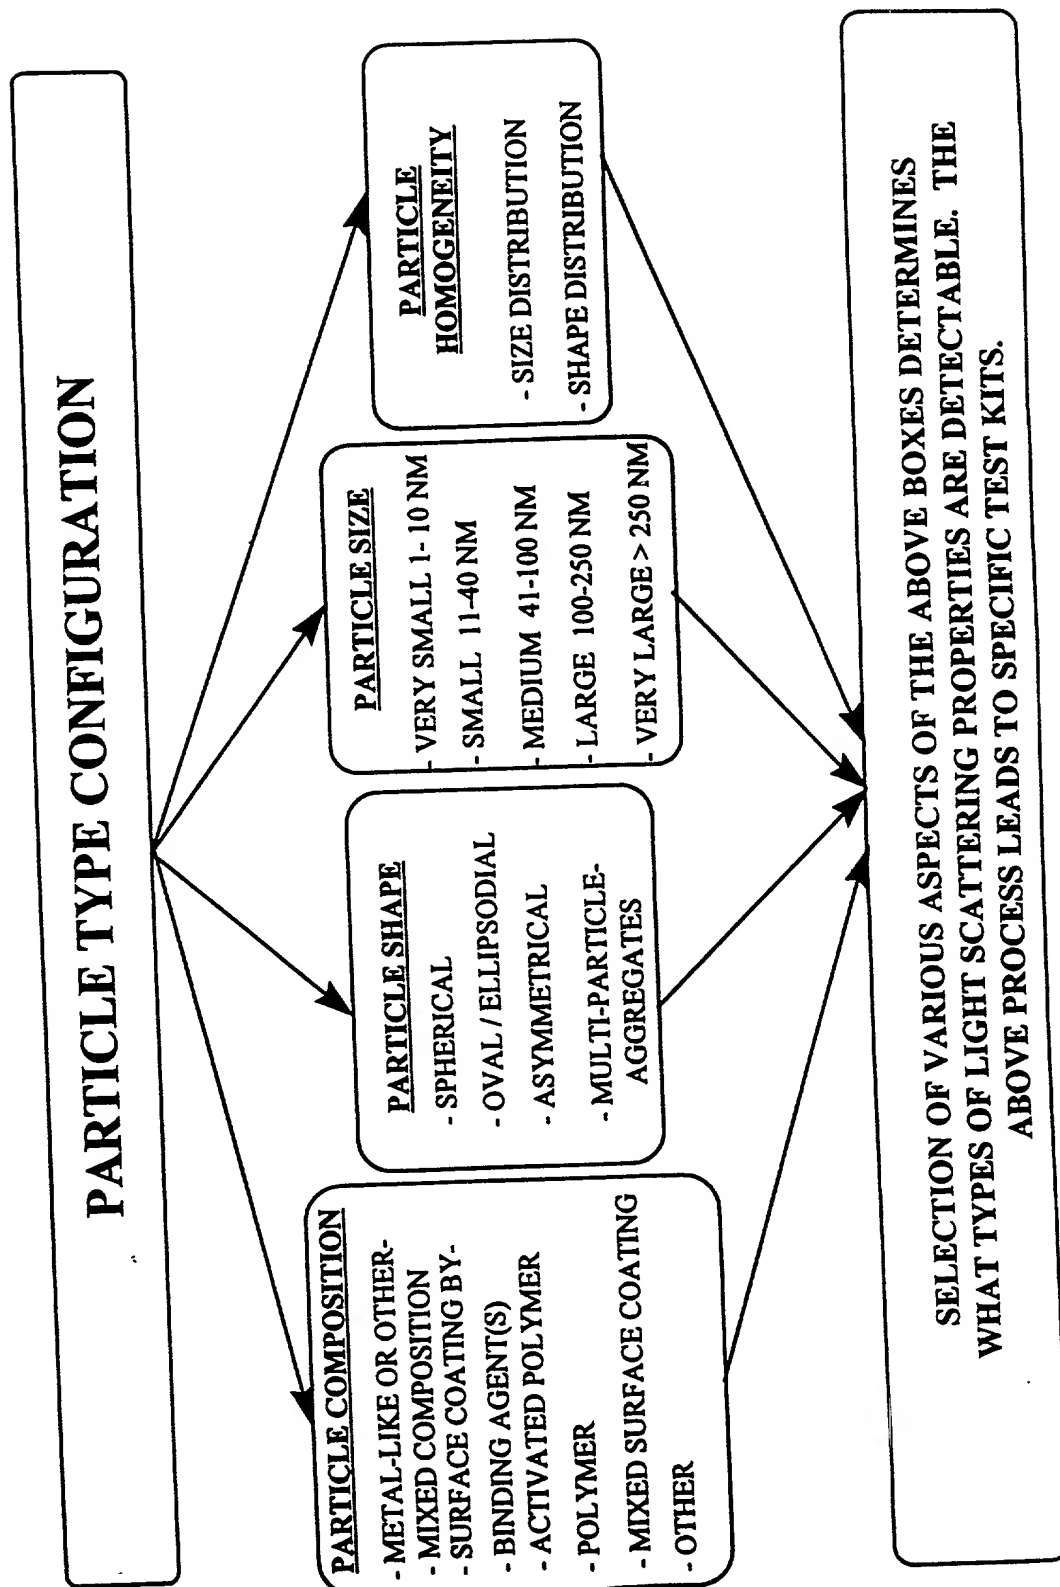 PARTICLE TYPE CONFIGURATION
PARTICLE COMPOSITION
- METAL-LIKE OR OTHER-
- MIXED COMPOSITION
- SURFACE COATING BY-
- BINDING AGENT(S)
- ACTIVATED POLYMER
- POLYMER
- MIXED SURFACE COATING
- OTHER
PARTICLE SHAPE
- SPHERICAL
- OVAL / ELLIPSODIAL
- ASYMMETRICAL
- MULTI-PARTICLE-
AGGREGATES
PARTICLE SIZE
- VERY SMALL 1- 10 NM
- SMALL 11-40 NM
- MEDIUM 41-100 NM
- LARGE 100-250 NM
- VERY LARGE > 250 NM
PARTICLE
HOMOGENEITY
- SIZE DISTRIBUTION
- SHAPE DISTRIBUTION
SELECTION OF VARIOUS ASPECTS OF THE ABOVE BOXES DETERMINES
WHAT TYPES OF LIGHT SCATTERING PROPERTIES ARE DETECTABLE. THE
ABOVE PROCESS LEADS TO SPECIFIC TEST KITS.